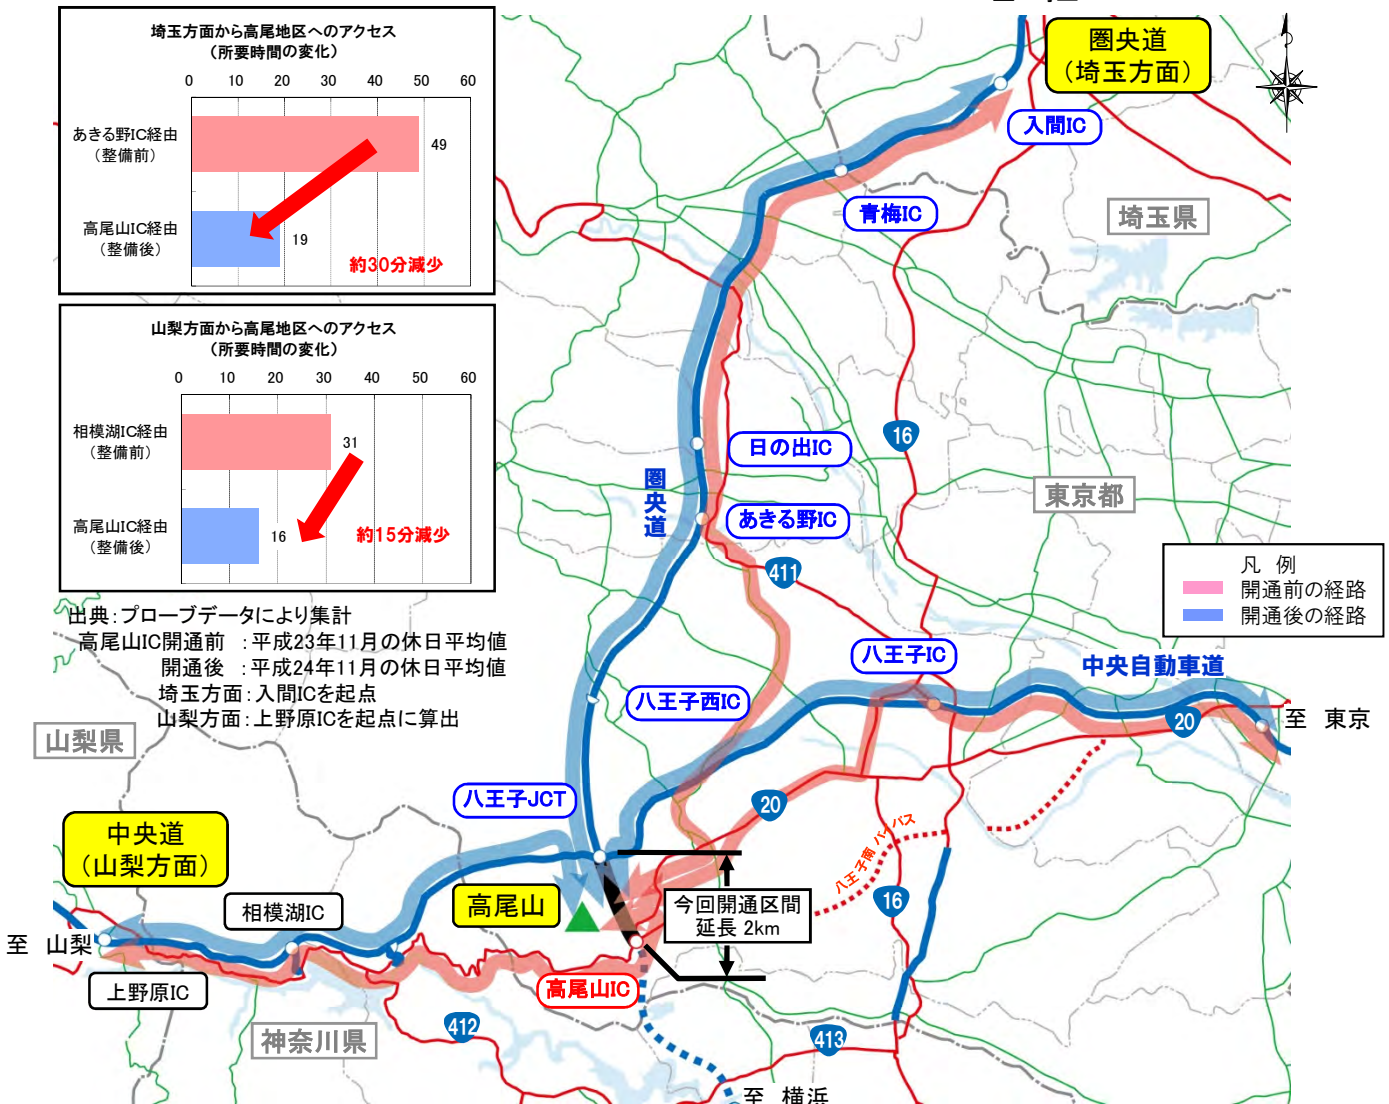 埼玉方面から高尾地区へのアクセス
（所要時間の変化）
0 10 20 30 40 50 60
あきる野IC経由
（整備前）
49
高尾山IC経由
（整備後）
19
約30分減少
山梨方面から高尾地区へのアクセス
（所要時間の変化）
0 10 20 30 40 50 60
相模湖IC経由
（整備前）
31
高尾山IC経由
（整備後）
16
約15分減少
出典：プローブデータにより集計
高尾山IC開通前 ：平成23年11月の休日平均値
開通後 ：平成24年11月の休日平均値
埼玉方面：入間ICを起点
山梨方面：上野原ICを起点に算出
圏央道
（埼玉方面）
入間IC
青梅IC
埼玉県
日の出IC
16
圏央道
東京都
あきる野IC
411
凡 例
開通前の経路
開通後の経路
八王子IC
中央自動車道
八王子西IC
20
至 東京
山梨県
八王子JCT
20
八王子南バイパス
中央道
（山梨方面）
高尾山
今回開通区間
延長 2km
16
相模湖IC
至 山梨
上野原IC
高尾山IC
神奈川県
412
413
至 横浜